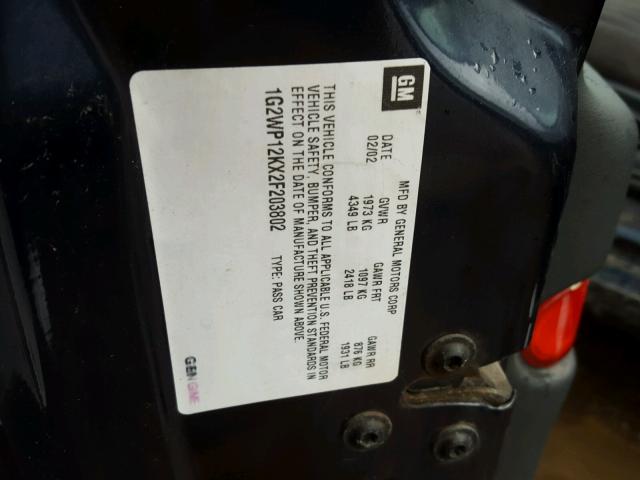 GM
MFD BY GENERAL MOTORS CORP
DATE GVWR GAWR FRT GAWR RR
02/02 1973 KG 1097 KG 876 KG
4349 LB 2418 LB 1931 LB
THIS VEHICLE CONFORMS TO ALL APPLICABLE U.S. FEDERAL MOTOR
VEHICLE SAFETY, BUMPER, AND THEFT PREVENTION STANDARDS IN
EFFECT ON THE DATE OF MANUFACTURE SHOWN ABOVE.
1G2WP12KX2F203802 TYPE: PASS CAR
GEN GME